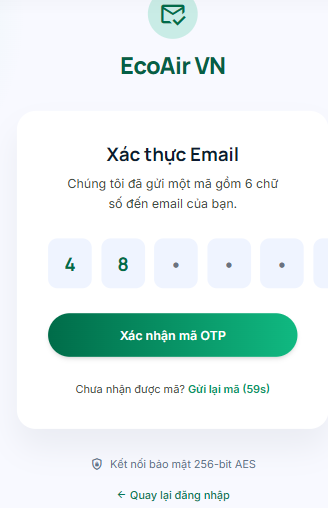 EcoAir VN
Xác thực Email
Chúng tôi đã gửi một mã gồm 6 chữ
số đến email của bạn.
4 8 • • •
Xác nhận mã OTP
Chưa nhận được mã? Gửi lại mã (59s)
Kết nối bảo mật 256-bit AES
← Quay lại đăng nhập